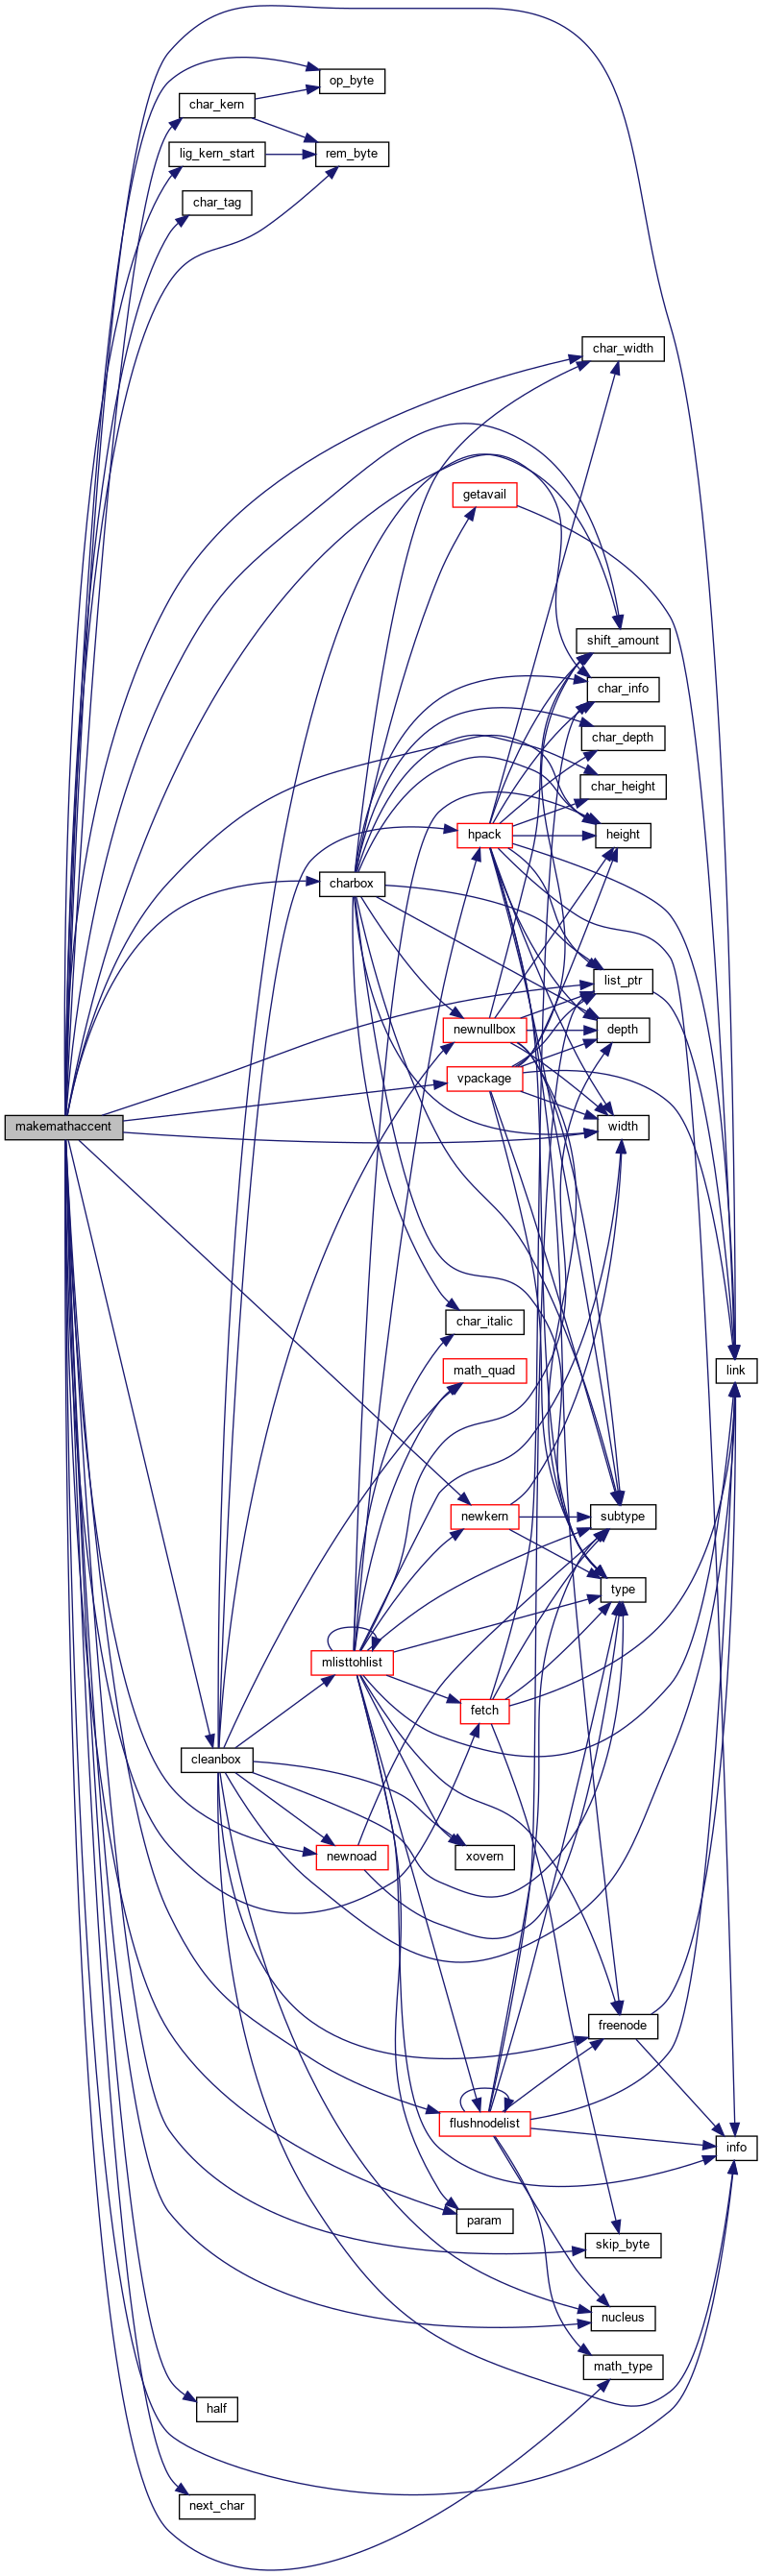 op_byte
char_kern
lig_kern_start
rem_byte
char_tag
char_width
getavail
shift_amount
char_info
char_depth
char_height
hpack
height
charbox
list_ptr
newnullbox
depth
vpackage
makemathaccent
width
char_italic
math_quad
link
newkern
subtype
type
mlisttohlist
fetch
cleanbox
newnoad
xovern
freenode
flushnodelist
info
param
skip_byte
nucleus
math_type
half
next_char